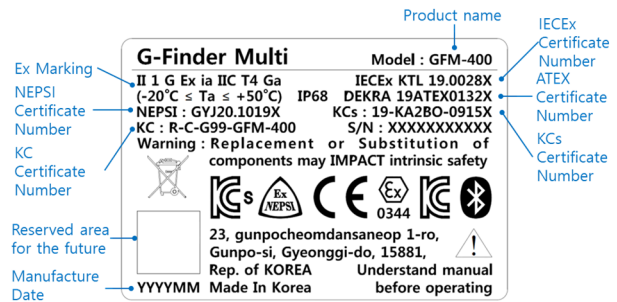 Product name
IECEx
Certificate
Number
ATEX
Certificate
Number
KCs
Certificate
Number
Ex Marking
NEPSI
Certificate
Number
KC
Certificate
Number
Reserved area
for the future
Manufacture
Date
G-Finder Multi Model : GFM-400
II 1 G Ex ia IIC T4 Ga IECEx KTL 19.0028X
(-20˚C ≤ Ta ≤ +50˚C) IP68 DEKRA 19ATEX0132X
NEPSI : GYJ20.1019X KCs : 19-KA2BO-0915X
KC : R-C-G99-GFM-400 S/N : XXXXXXXXXXX
Warning : Replacement or Substitution of
components may IMPACT intrinsic safety
KC s Ex NEPSI CE Ex 0344 KC
23, gunpocheomdansaneop 1-ro,
Gunpo-si, Gyeonggi-do, 15881,
Rep. of KOREA Understand manual
YYYYMM Made In Korea before operating